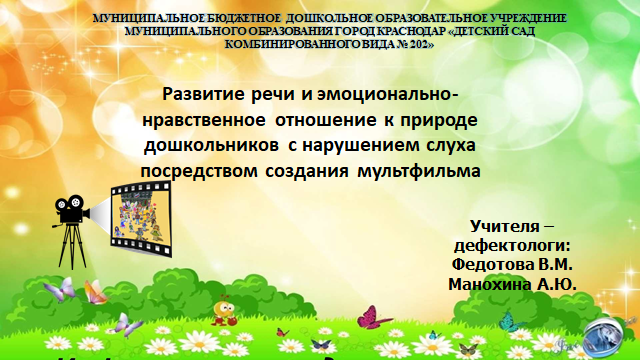 МУНИЦИПАЛЬНОЕ БЮДЖЕТНОЕ ДОШКОЛЬНОЕ ОБРАЗОВАТЕЛЬНОЕ УЧРЕЖДЕНИЕ
МУНИЦИПАЛЬНОГО ОБРАЗОВАНИЯ ГОРОД КРАСНОДАР «ДЕТСКИЙ САД
КОМБИНИРОВАННОГО ВИДА № 202»
Развитие речи и эмоционально-
нравственное отношение к природе
дошкольников с нарушением слуха
посредством создания мультфильма
Учителя –
дефектологи:
Федотова В.М.
Манохина А.Ю.